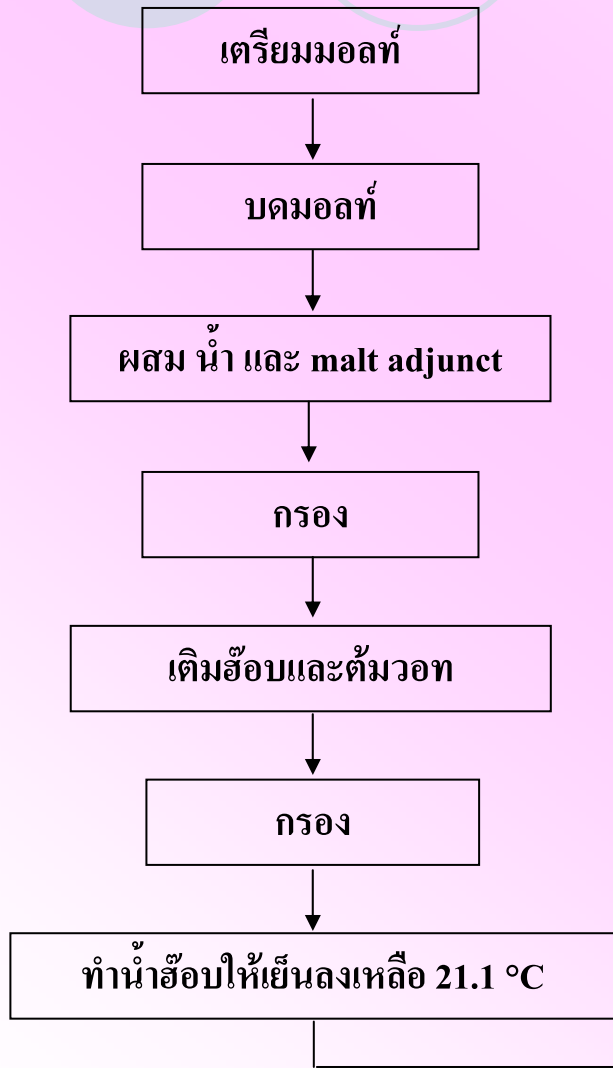 เตรียมมอลท์
บดมอลท์
ผสม น้ำ และ malt adjunct
กรอง
เติมฮ๊อบและต้มวอท
กรอง
ทำน้ำฮ๊อบให้เย็นลงเหลือ 21.1 °C